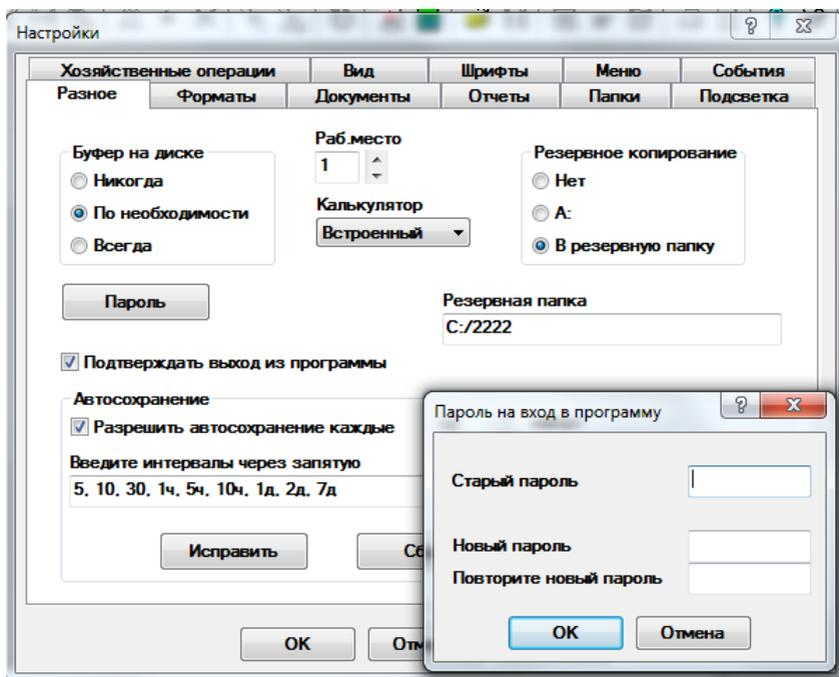 Настройки
Хозяйственные операции Вид Шрифты Меню События
Разное Форматы Документы Отчеты Папки Подсветка
Буфер на диске
Никогда
По необходимости
Всегда
Раб.место
1
Калькулятор
Встроенный
Резервное копирование
Нет
A:
В резервную папку
Пароль
Резервная папка
C:/2222
Подтверждать выход из программы
Автосохранение
Разрешить автосохранение каждые
Введите интервалы через запятую
5, 10, 30, 1ч, 5ч, 10ч, 1д, 2д, 7д
Исправить
OK
Пароль на вход в программу
Старый пароль
Новый пароль
Повторите новый пароль
OK Отмена